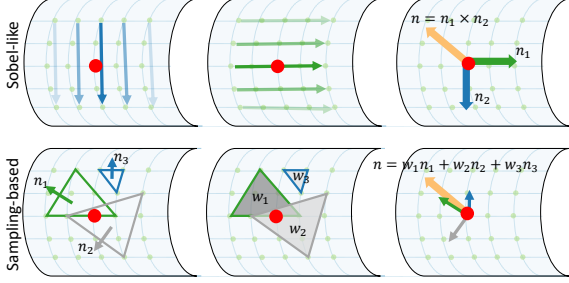 Sobel-like
n = n₁ × n₂
n₁
n₂
Sampling-based
n₁
n₃
n₂
w₁
w₃
w₂
n = w₁n₁ + w₂n₂ + w₃n₃